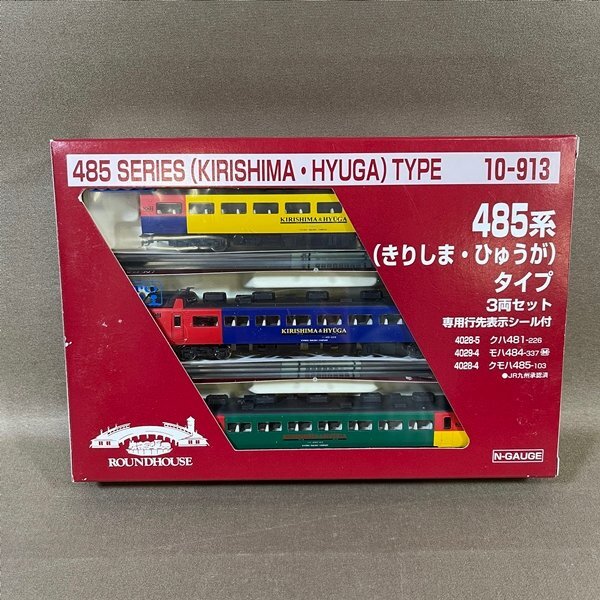 485 SERIES (KIRISHIMA・HYUGA) TYPE 10-913
485系
(きりしま・ひゅうが)
タイプ
3両セット
専用行先表示シール付
4028-5 クハ481-226
4029-4 モハ484-337 M
4028-4 クモハ485-103
●JR九州承認済
KIRISHIMA & HYUGA
KIRISHIMA & HYUGA
ROUNDHOUSE
N-GAUGE